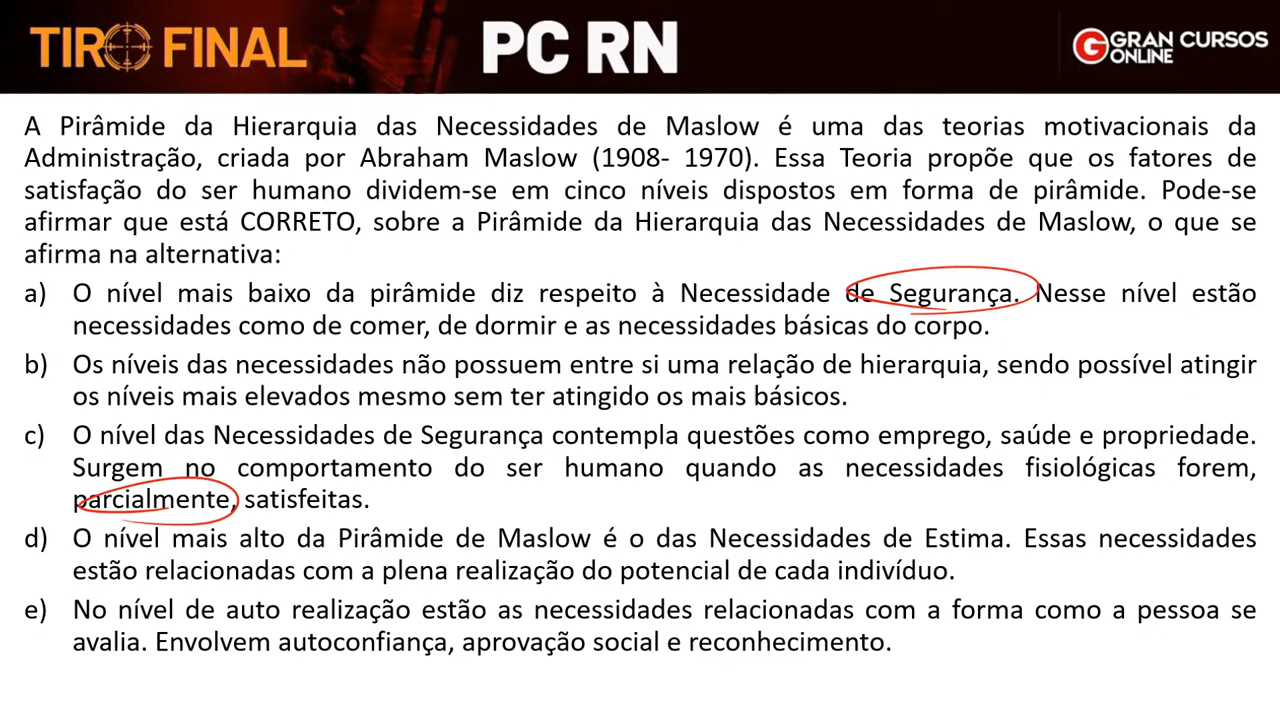 TIRO FINAL
PC RN
GRAN CURSOS
ONLINE
A Pirâmide da Hierarquia das Necessidades de Maslow é uma das teorias motivacionais da
Administração, criada por Abraham Maslow (1908- 1970). Essa Teoria propõe que os fatores de
satisfação do ser humano dividem-se em cinco níveis dispostos em forma de pirâmide. Pode-se
afirmar que está CORRETO, sobre a Pirâmide da Hierarquia das Necessidades de Maslow, o que se
afirma na alternativa:
a) O nível mais baixo da pirâmide diz respeito à Necessidade de Segurança. Nesse nível estão
necessidades como de comer, de dormir e as necessidades básicas do corpo.
b) Os níveis das necessidades não possuem entre si uma relação de hierarquia, sendo possível atingir
os níveis mais elevados mesmo sem ter atingido os mais básicos.
c) O nível das Necessidades de Segurança contempla questões como emprego, saúde e propriedade.
Surgem no comportamento do ser humano quando as necessidades fisiológicas forem,
parcialmente, satisfeitas.
d) O nível mais alto da Pirâmide de Maslow é o das Necessidades de Estima. Essas necessidades
estão relacionadas com a plena realização do potencial de cada indivíduo.
e) No nível de auto realização estão as necessidades relacionadas com a forma como a pessoa se
avalia. Envolvem autoconfiança, aprovação social e reconhecimento.